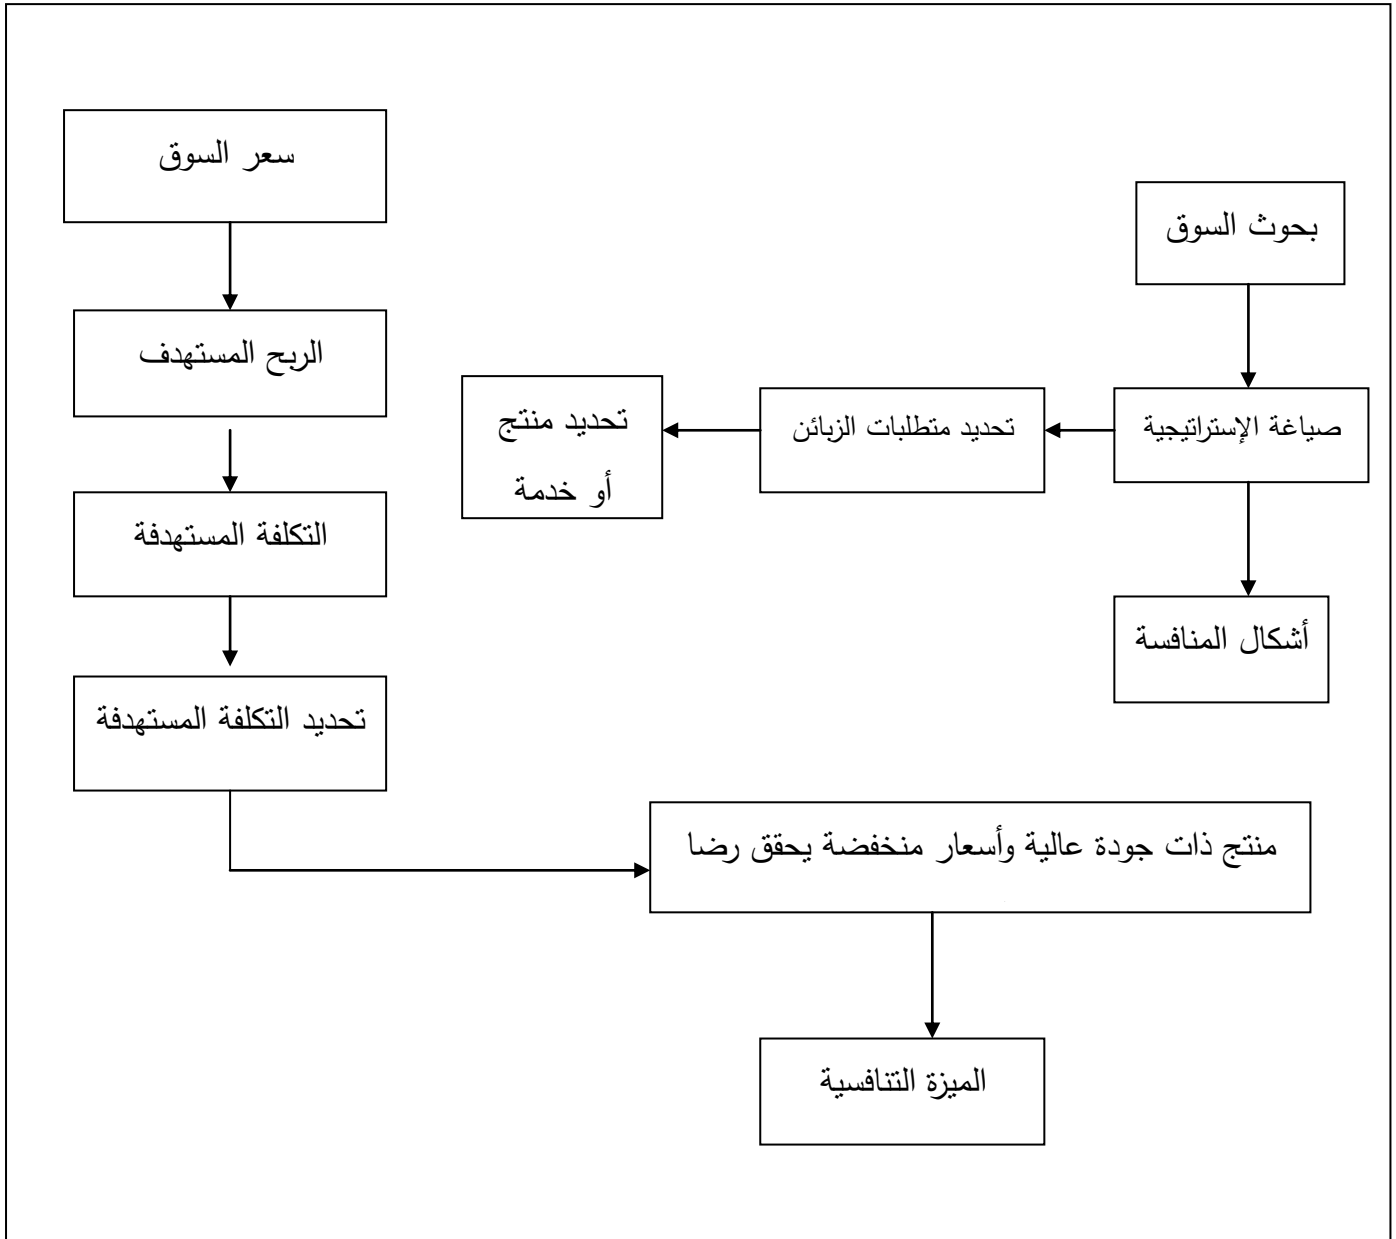 سعر السوق
بحوث السوق
الربح المستهدف
صياغة الإستراتيجية
تحديد متطلبات الزبائن
تحديد منتج
أو خدمة
التكلفة المستهدفة
أشكال المنافسة
تحديد التكلفة المستهدفة
منتج ذات جودة عالية وأسعار منخفضة يحقق رضا
الميزة التنافسية